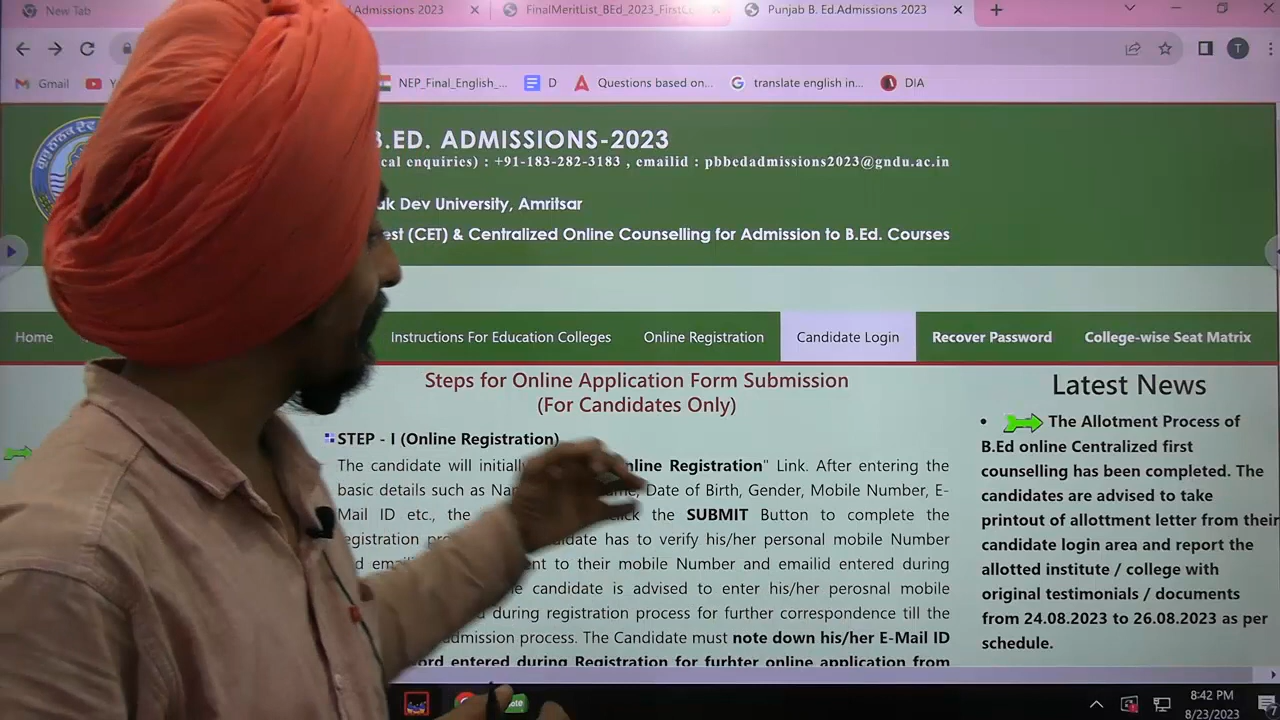 New Tab
Admissions 2023
FinalMeritList_BEd_2023_FirstCo
Punjab B. Ed.Admissions 2023
T
Gmail
NEP_Final_English_...
D
Questions based on...
translate english in...
DIA
B.ED. ADMISSIONS-2023
cal enquiries) : +91-183-282-3183 , emailid : pbbedadmissions2023@gndu.ac.in
ak Dev University, Amritsar
est (CET) & Centralized Online Counselling for Admission to B.Ed. Courses
Home
Instructions For Education Colleges
Online Registration
Candidate Login
Recover Password
College-wise Seat Matrix
Steps for Online Application Form Submission
(For Candidates Only)
STEP - I (Online Registration)
The candidate will initially nline Registration" Link. After entering the
basic details such as Nam Date of Birth, Gender, Mobile Number, E-
Mail ID etc., the click the SUBMIT Button to complete the
registration pr didate has to verify his/her personal mobile Number
nd email nt to their mobile Number and emailid entered during
e candidate is advised to enter his/her perosnal mobile
d during registration process for further correspondence till the
admission process. The Candidate must note down his/her E-Mail ID
ord entered during Registration for furhter online application from
Latest News
The Allotment Process of
B.Ed online Centralized first
counselling has been completed. The
candidates are advised to take
printout of allottment letter from their
candidate login area and report the
allotted institute / college with
original testimonials / documents
from 24.08.2023 to 26.08.2023 as per
schedule.
8:42 PM
8/23/2023
7